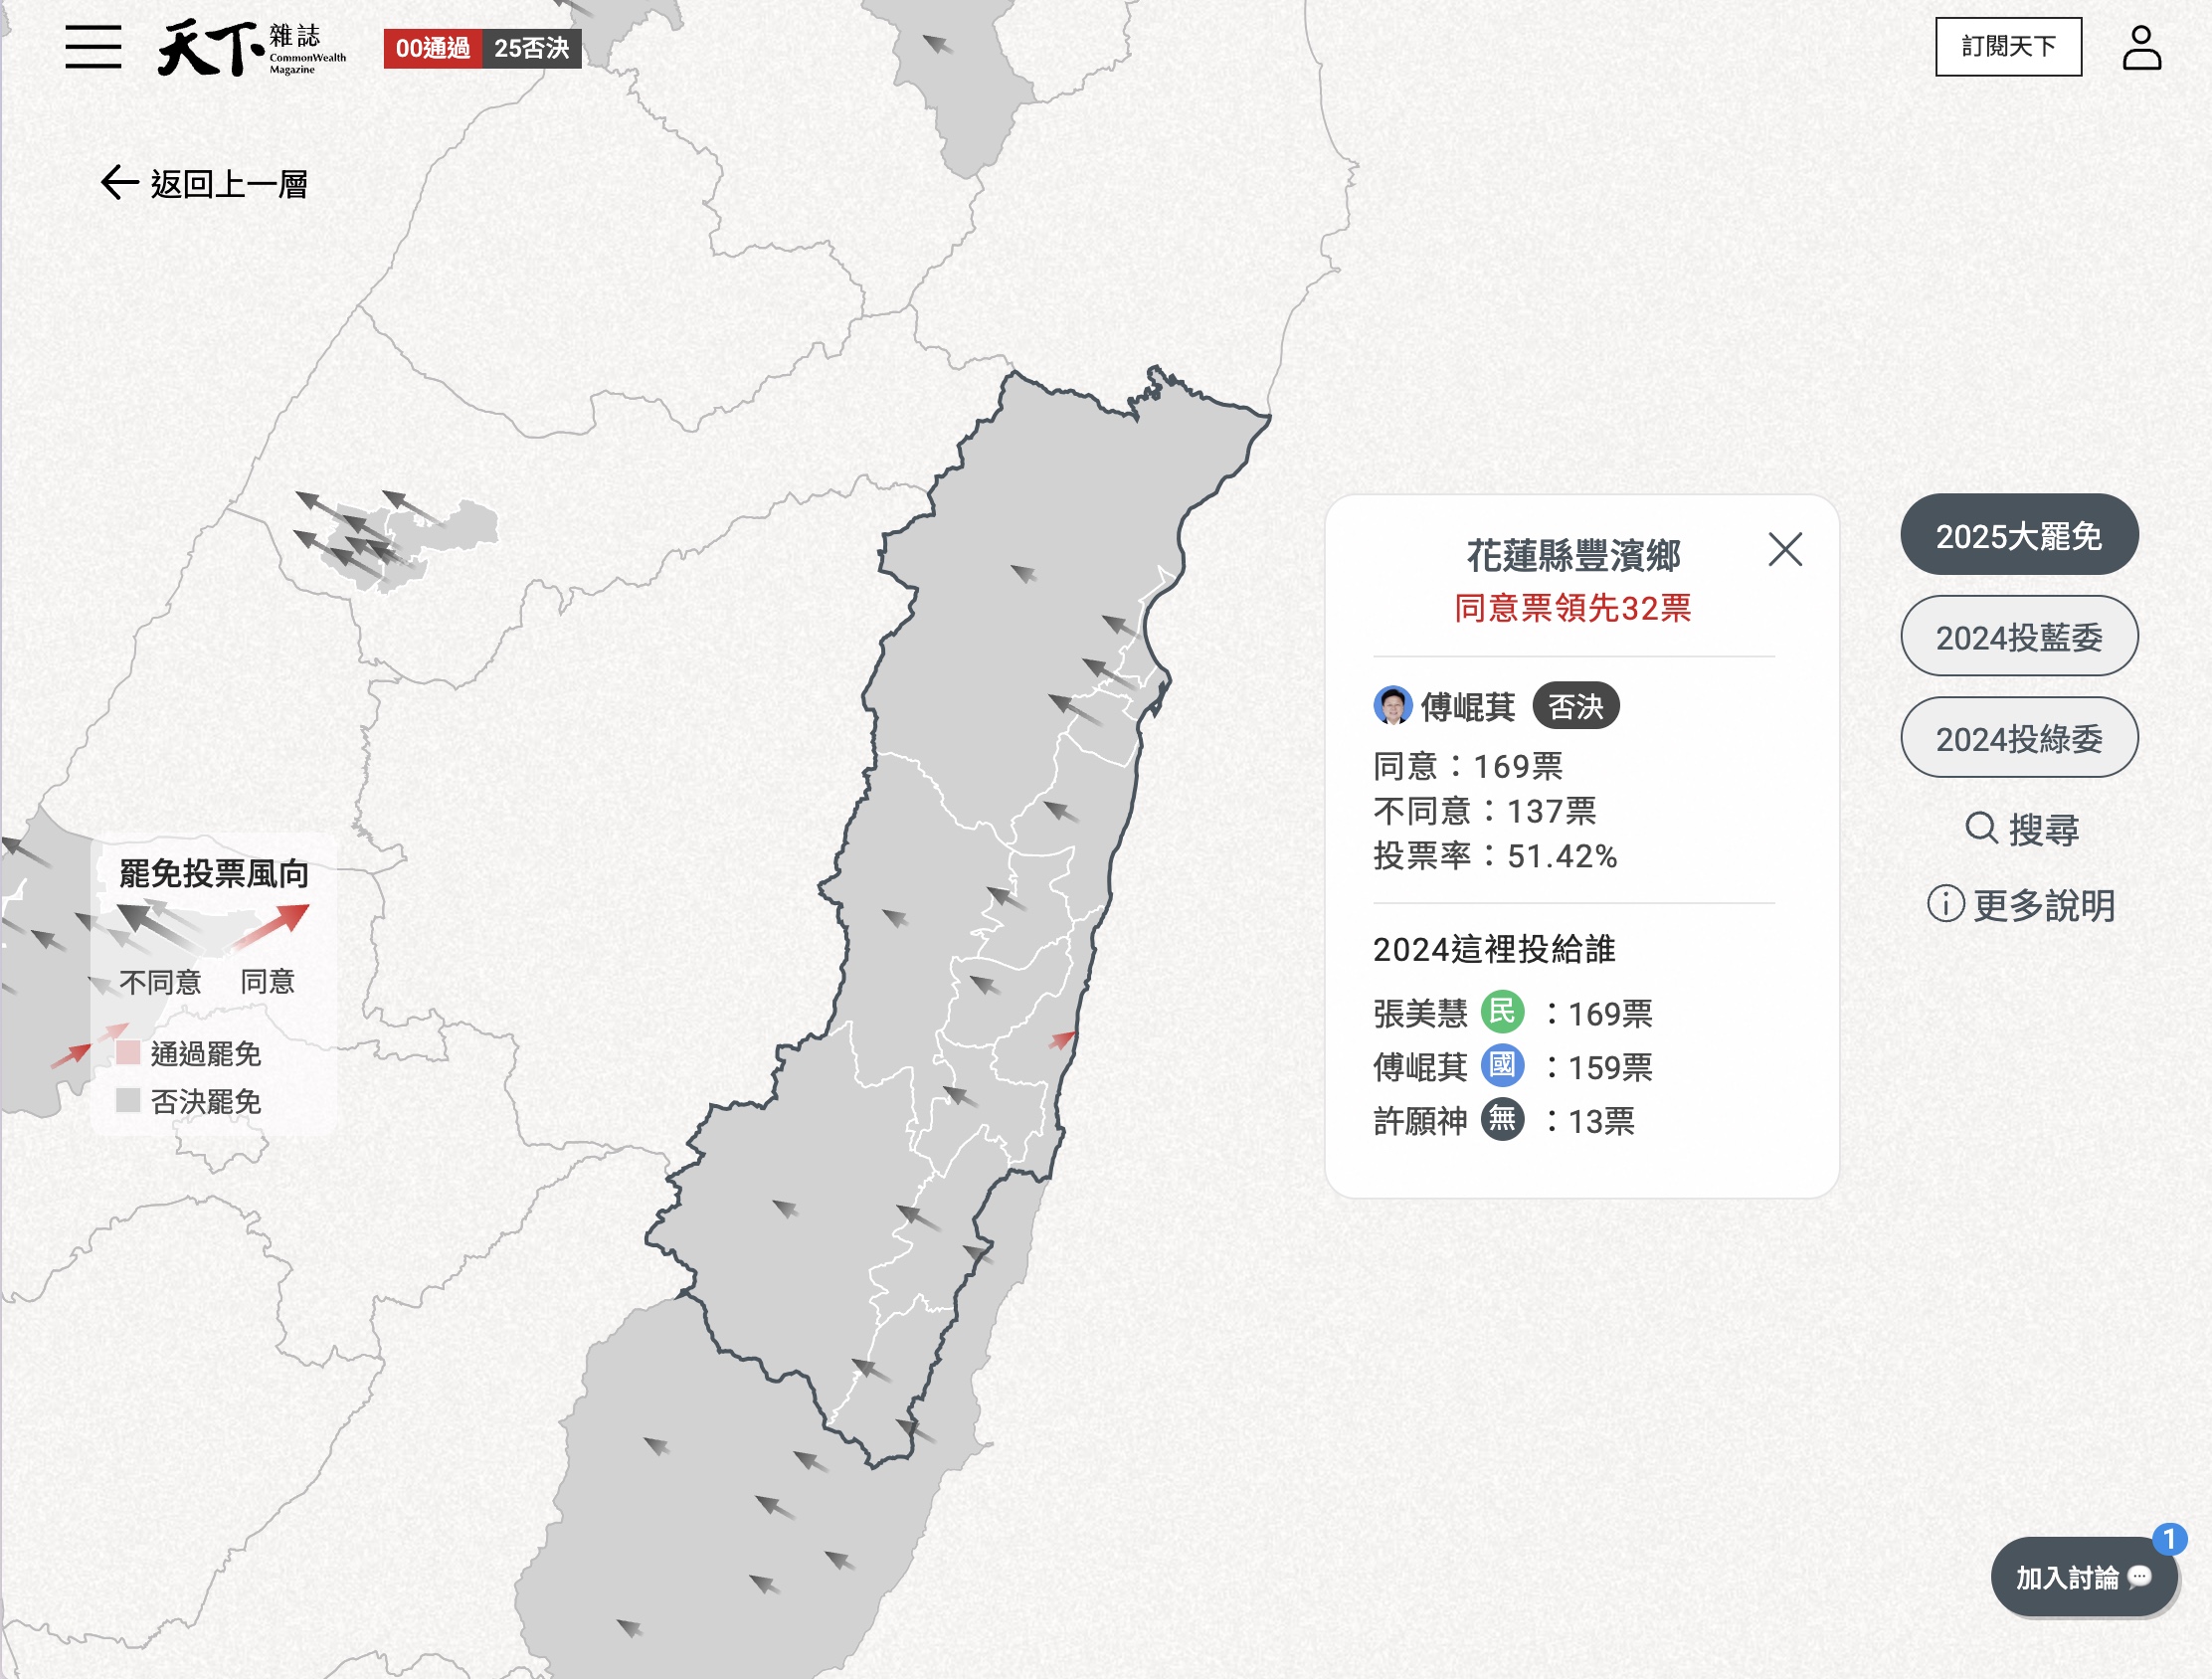 天下雜誌
CommonWealth
Magazine
00通過 25否決
訂閱天下
返回上一層
花蓮縣豐濱鄉
同意票領先32票
傅崐萁 否決
同意：169票
不同意：137票
投票率：51.42%
2024這裡投給誰
張美慧 民 ：169票
傅崐萁 國 ：159票
許願神 無 ：13票
2025大罷免
2024投藍委
2024投綠委
搜尋
更多說明
罷免投票風向
不同意 同意
通過罷免
否決罷免
加入討論
1